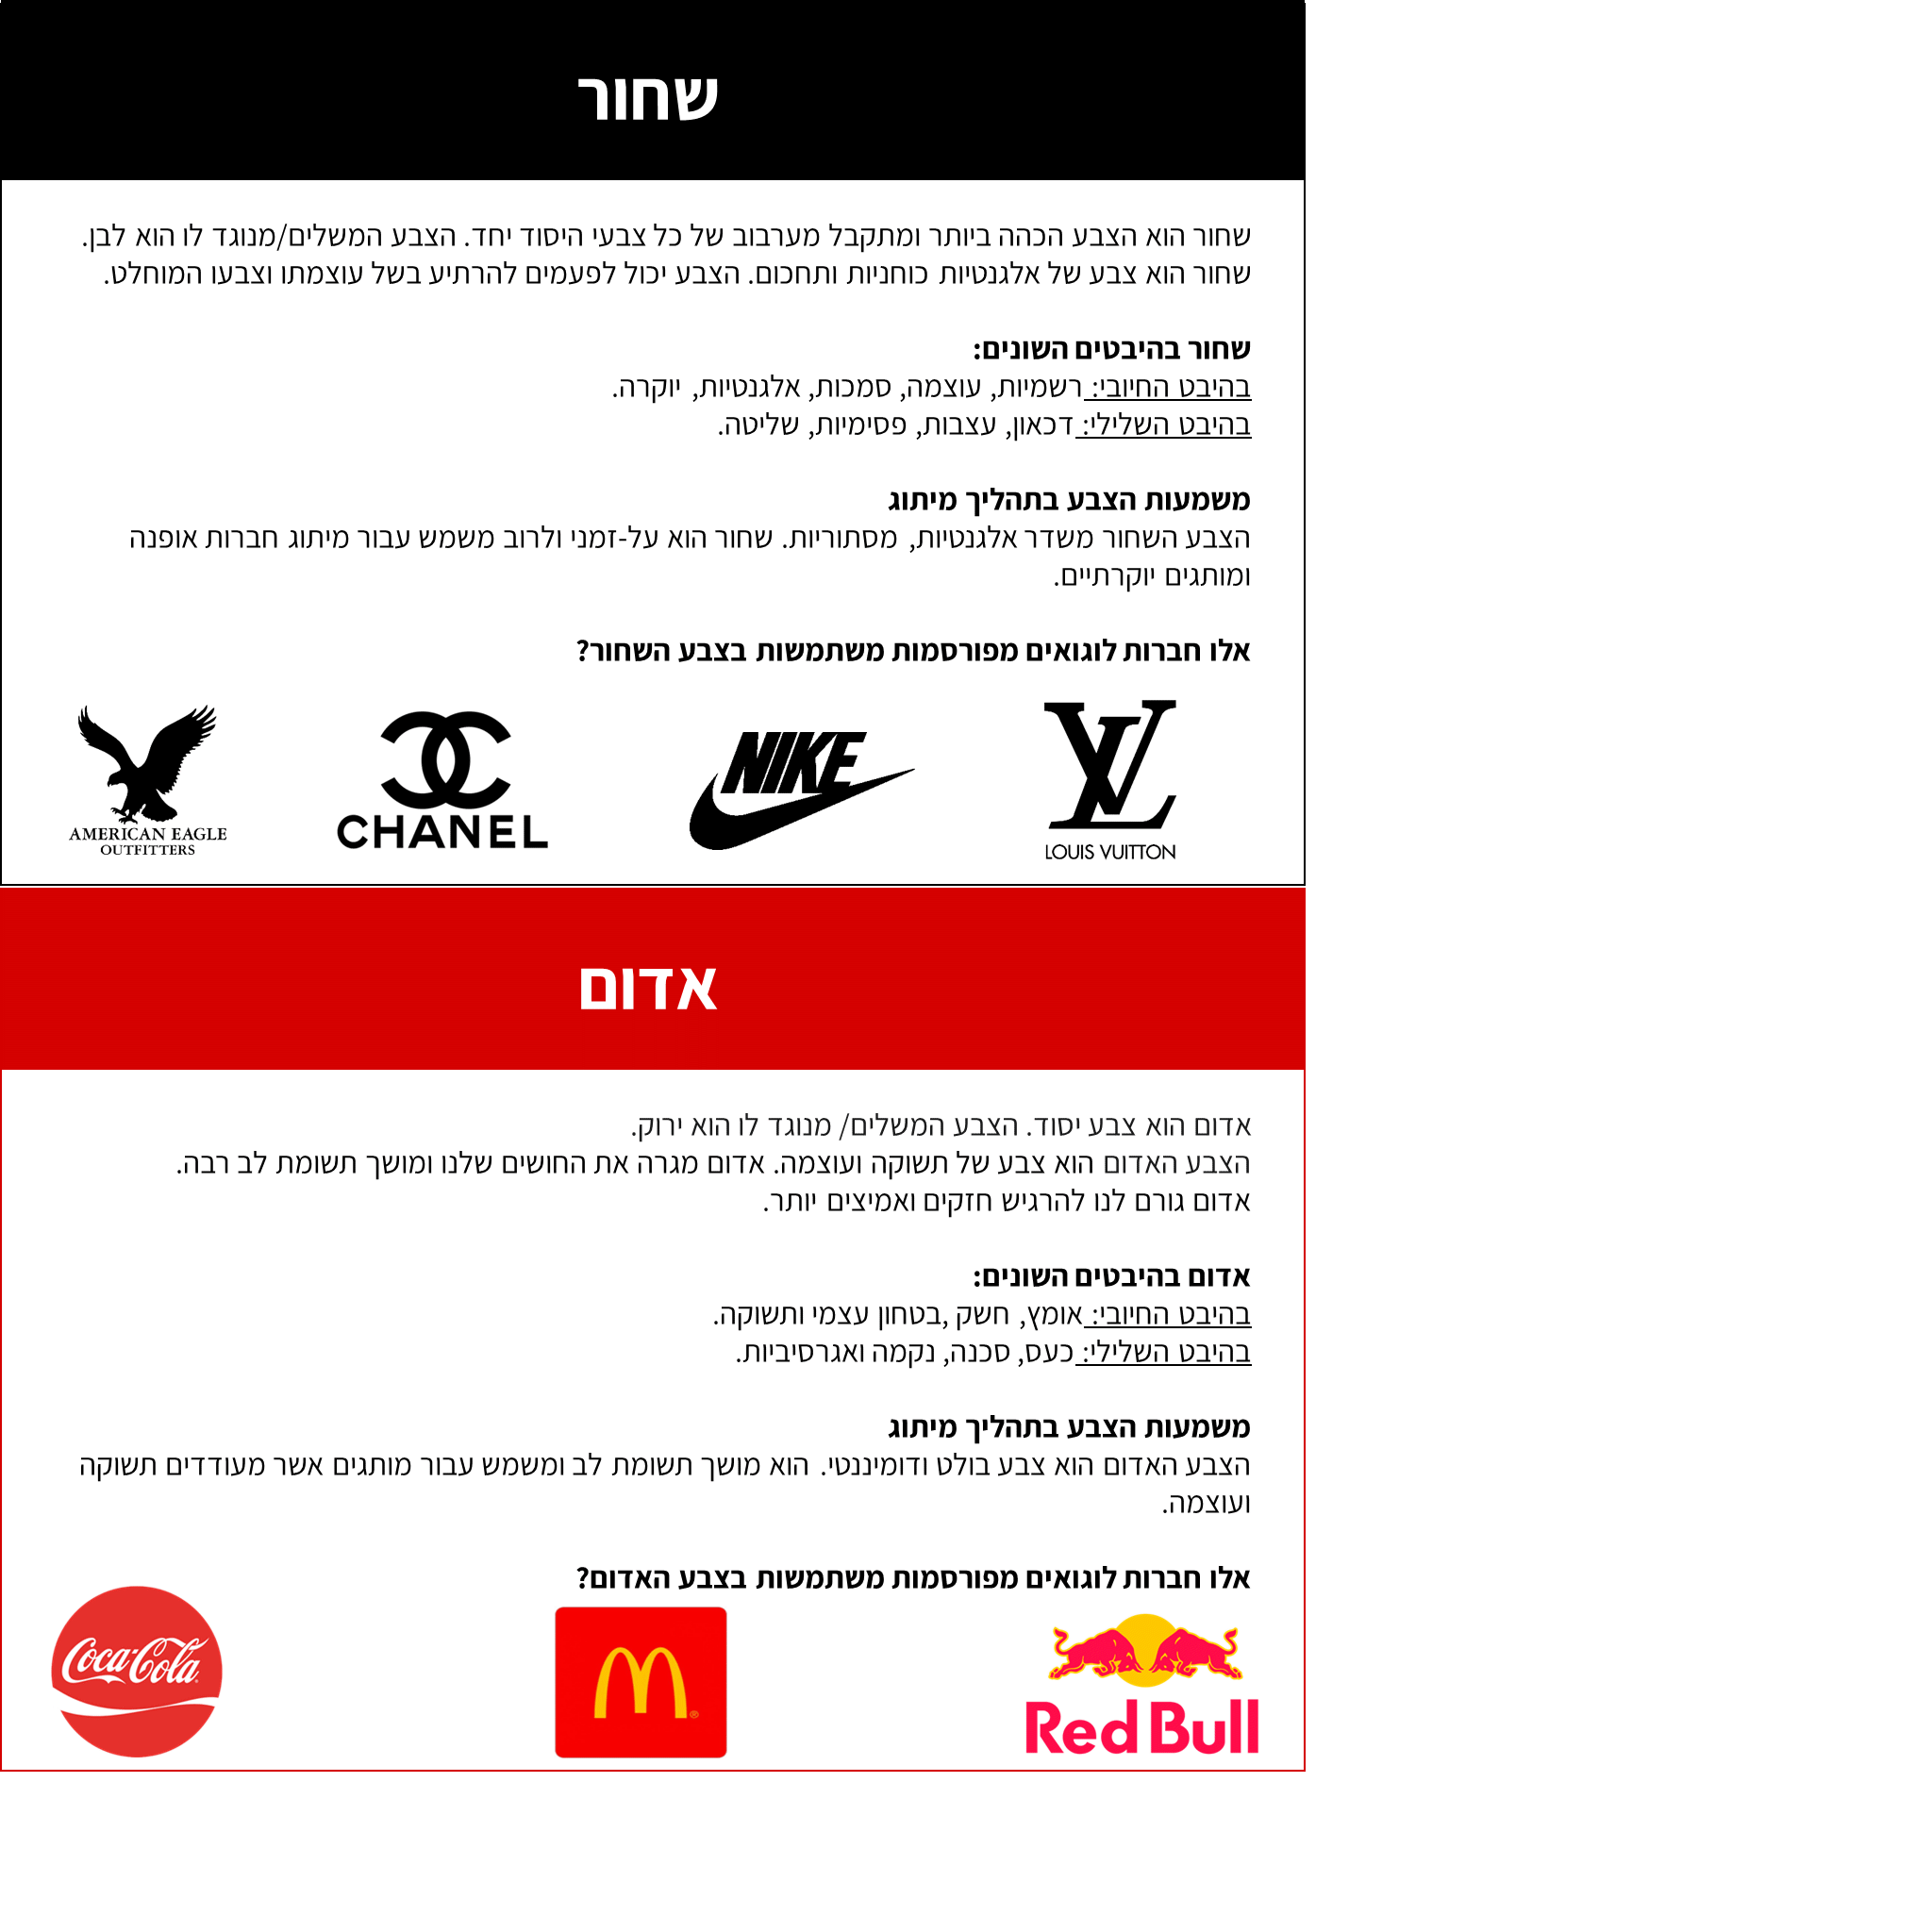 שחור
שחור הוא הצבע הכהה ביותר ומתקבל מערבוב של כל צבעי היסוד יחד. הצבע המשלים/מנוגד לו הוא לבן.
שחור הוא צבע של אלגנטיות כוחניות ותחכום. הצבע יכול לפעמים להרתיע בשל עוצמתו וצבעו המוחלט.
שחור בהיבטים השונים:
בהיבט החיובי: רשמיות, עוצמה, סמכות, אלגנטיות, יוקרה.
בהיבט השלילי: דכאון, עצבות, פסימיות, שליטה.
משמעות הצבע בתהליך מיתוג
הצבע השחור משדר אלגנטיות, מסתוריות. שחור הוא על-זמני ולרוב משמש עבור מיתוג חברות אופנה
ומותגים יוקרתיים.
אלו חברות לוגואים מפורסמות משתמשות בצבע השחור?
LV
LOUIS VUITTON
NIKE
CHANEL
AMERICAN EAGLE
OUTFITTERS
אדום
אדום הוא צבע יסוד. הצבע המשלים/ מנוגד לו הוא ירוק.
הצבע האדום הוא צבע של תשוקה ועוצמה. אדום מגרה את החושים שלנו ומושך תשומת לב רבה.
אדום גורם לנו להרגיש חזקים ואמיצים יותר.
אדום בהיבטים השונים:
בהיבט החיובי: אומץ, חשק ,בטחון עצמי ותשוקה.
בהיבט השלילי: כעס, סכנה, נקמה ואגרסיביות.
משמעות הצבע בתהליך מיתוג
הצבע האדום הוא צבע בולט ודומיננטי. הוא מושך תשומת לב ומשמש עבור מותגים אשר מעודדים תשוקה
ועוצמה.
אלו חברות לוגואים מפורסמות משתמשות בצבע האדום?
Red Bull
M®
Coca-Cola®